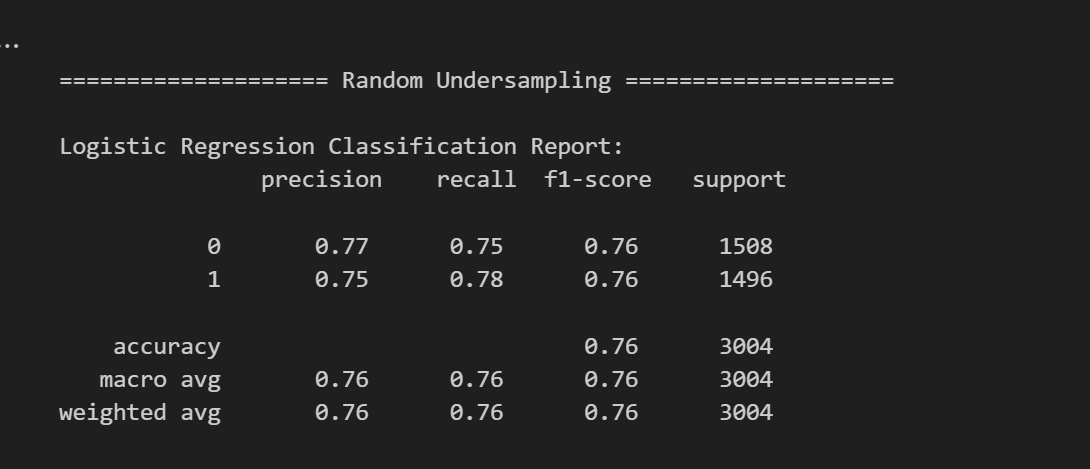 ...
==================== Random Undersampling ====================
Logistic Regression Classification Report:
precision recall f1-score support
0 0.77 0.75 0.76 1508
1 0.75 0.78 0.76 1496
accuracy 0.76 3004
macro avg 0.76 0.76 0.76 3004
weighted avg 0.76 0.76 0.76 3004